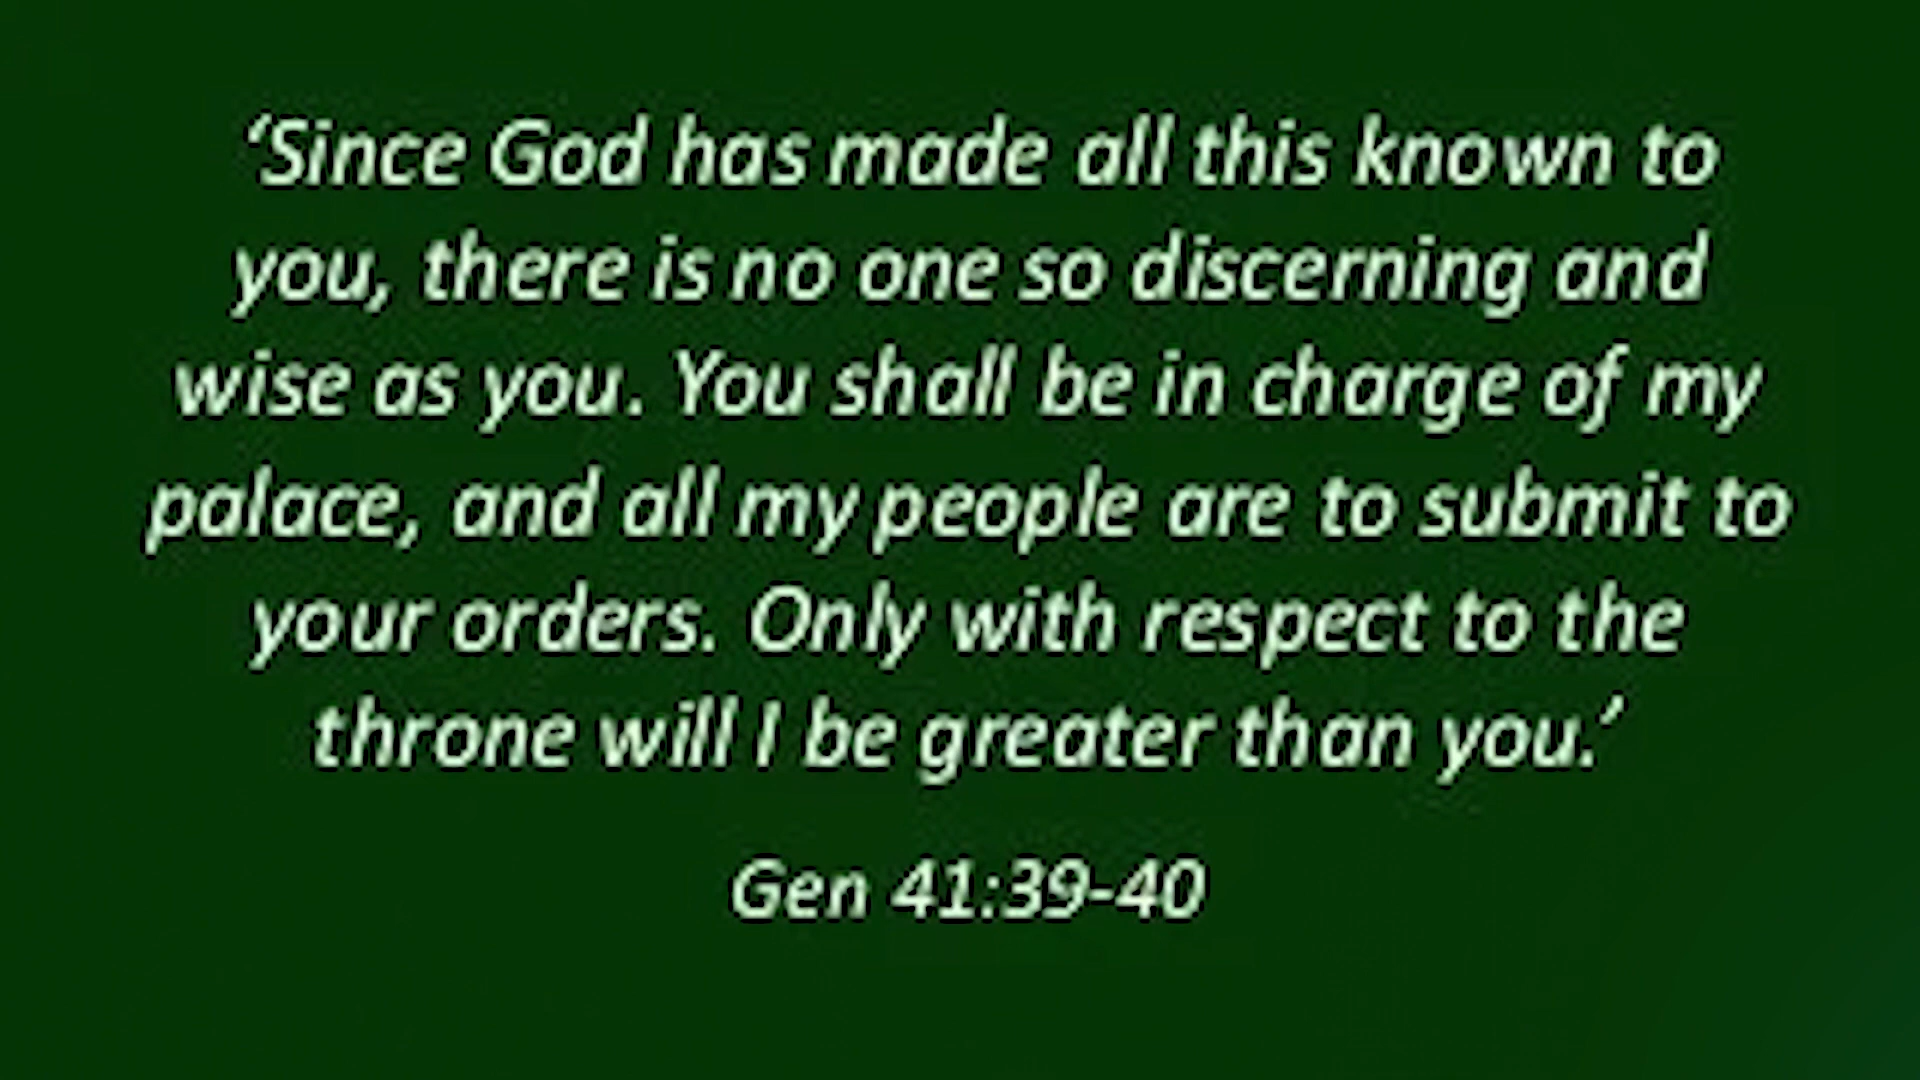 ‘Since God has made all this known to
you, there is no one so discerning and
wise as you. You shall be in charge of my
palace, and all my people are to submit to
your orders. Only with respect to the
throne will I be greater than you.’
Gen 41:39-40